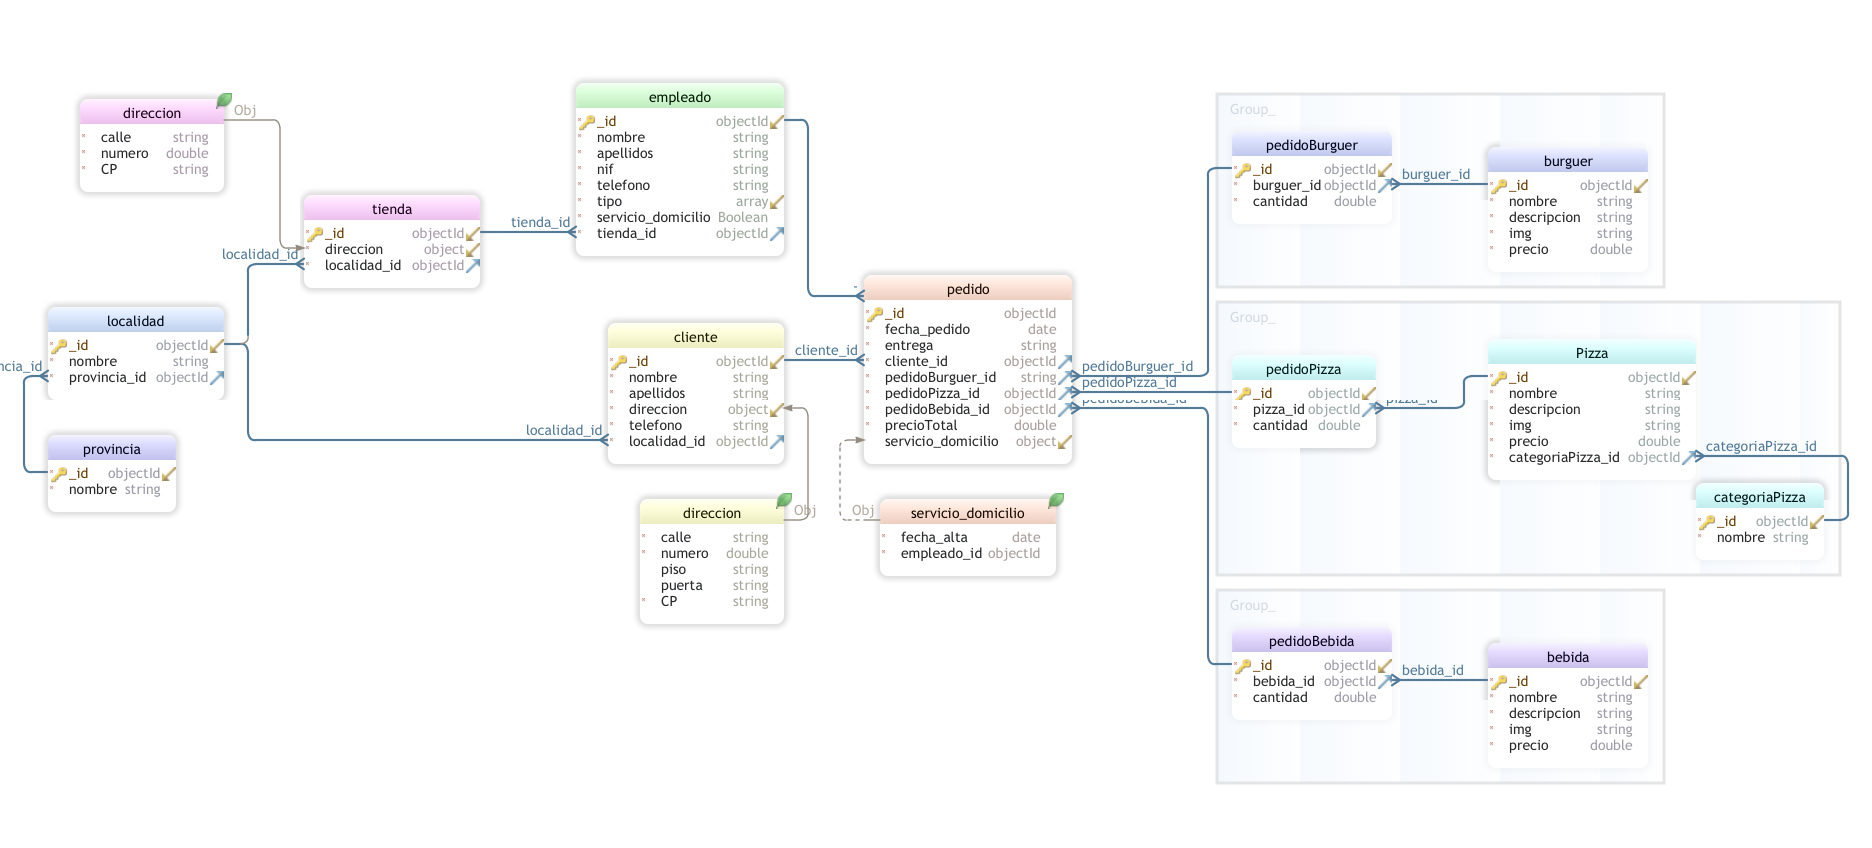 direccion
Obj
calle string
numero double
CP string
tienda
_id objectId
direccion object
localidad_id objectId
localidad_id
tienda_id
empleado
_id objectId
nombre string
apellidos string
nif string
telefono string
tipo array
servicio_domicilio Boolean
tienda_id objectId
localidad
_id objectId
nombre string
provincia_id objectId
ncia_id
provincia
_id objectId
nombre string
localidad_id
cliente
_id objectId
nombre string
apellidos string
direccion object
telefono string
localidad_id objectId
cliente_id
direccion
Obj
calle string
numero double
piso string
puerta string
CP string
pedido
_id objectId
fecha_pedido date
entrega string
cliente_id objectId
pedidoBurguer_id string
pedidoPizza_id objectId
pedidoBebida_id objectId
precioTotal double
servicio_domicilio object
pedidoBurguer_id
pedidoPizza_id
pedidoBebida_id
Obj
servicio_domicilio
fecha_alta date
empleado_id objectId
Group_
pedidoBurguer
_id objectId
burguer_id objectId
cantidad double
burguer_id
burguer
_id objectId
nombre string
descripcion string
img string
precio double
Group_
pedidoPizza
_id objectId
pizza_id objectId
cantidad double
pizza_id
Pizza
_id objectId
nombre string
descripcion string
img string
precio double
categoriaPizza_id objectId
categoriaPizza_id
categoriaPizza
_id objectId
nombre string
Group_
pedidoBebida
_id objectId
bebida_id objectId
cantidad double
bebida_id
bebida
_id objectId
nombre string
descripcion string
img string
precio double